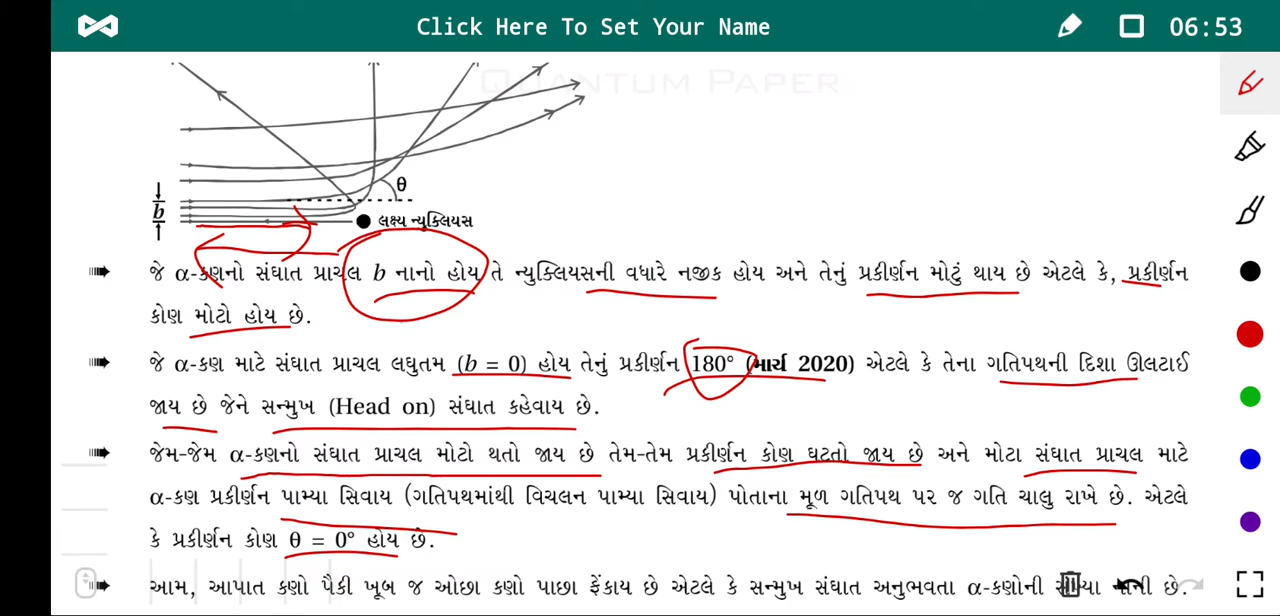 Click Here To Set Your Name
06:53
QUANTUM PAPER
θ
b
લક્ષ્ય ન્યુક્લિયસ
જે α-કણનો સંઘાત પ્રાચલ b નાનો હોય તે ન્યુક્લિયસની વધારે નજીક હોય અને તેનું પ્રકીર્ણન મોટું થાય છે એટલે કે, પ્રકીર્ણન
કોણ મોટો હોય છે.
જે α-કણ માટે સંઘાત પ્રાચલ લઘુતમ (b = 0) હોય તેનું પ્રકીર્ણન 180° (માર્ચ 2020) એટલે કે તેના ગતિપથની દિશા ઊલટાઈ
જાય છે જેને સન્મુખ (Head on) સંઘાત કહેવાય છે.
જેમ-જેમ α-કણનો સંઘાત પ્રાચલ મોટો થતો જાય છે તેમ-તેમ પ્રકીર્ણન કોણ ઘટતો જાય છે અને મોટા સંઘાત પ્રાચલ માટે
α-કણ પ્રકીર્ણન પામ્યા સિવાય (ગતિપથમાંથી વિચલન પામ્યા સિવાય) પોતાના મૂળ ગતિપથ પર જ ગતિ ચાલુ રાખે છે. એટલે
કે પ્રકીર્ણન કોણ θ = 0° હોય છે.
આમ, આપાત કણો પૈકી ખૂબ જ ઓછા કણો પાછા ફેંકાય છે એટલે કે સન્મુખ સંઘાત અનુભવતા α-કણોની છે.